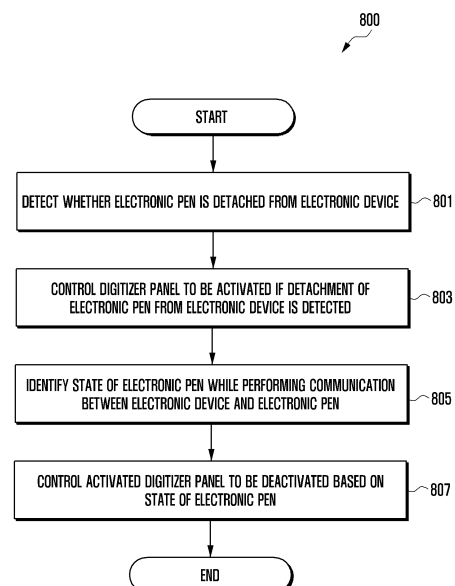 800
START
DETECT WHETHER ELECTRONIC PEN IS DETACHED FROM ELECTRONIC DEVICE
801
CONTROL DIGITIZER PANEL TO BE ACTIVATED IF DETACHMENT OF
ELECTRONIC PEN FROM ELECTRONIC DEVICE IS DETECTED
803
IDENTIFY STATE OF ELECTRONIC PEN WHILE PERFORMING COMMUNICATION
BETWEEN ELECTRONIC DEVICE AND ELECTRONIC PEN
805
CONTROL ACTIVATED DIGITIZER PANEL TO BE DEACTIVATED BASED ON
STATE OF ELECTRONIC PEN
807
END